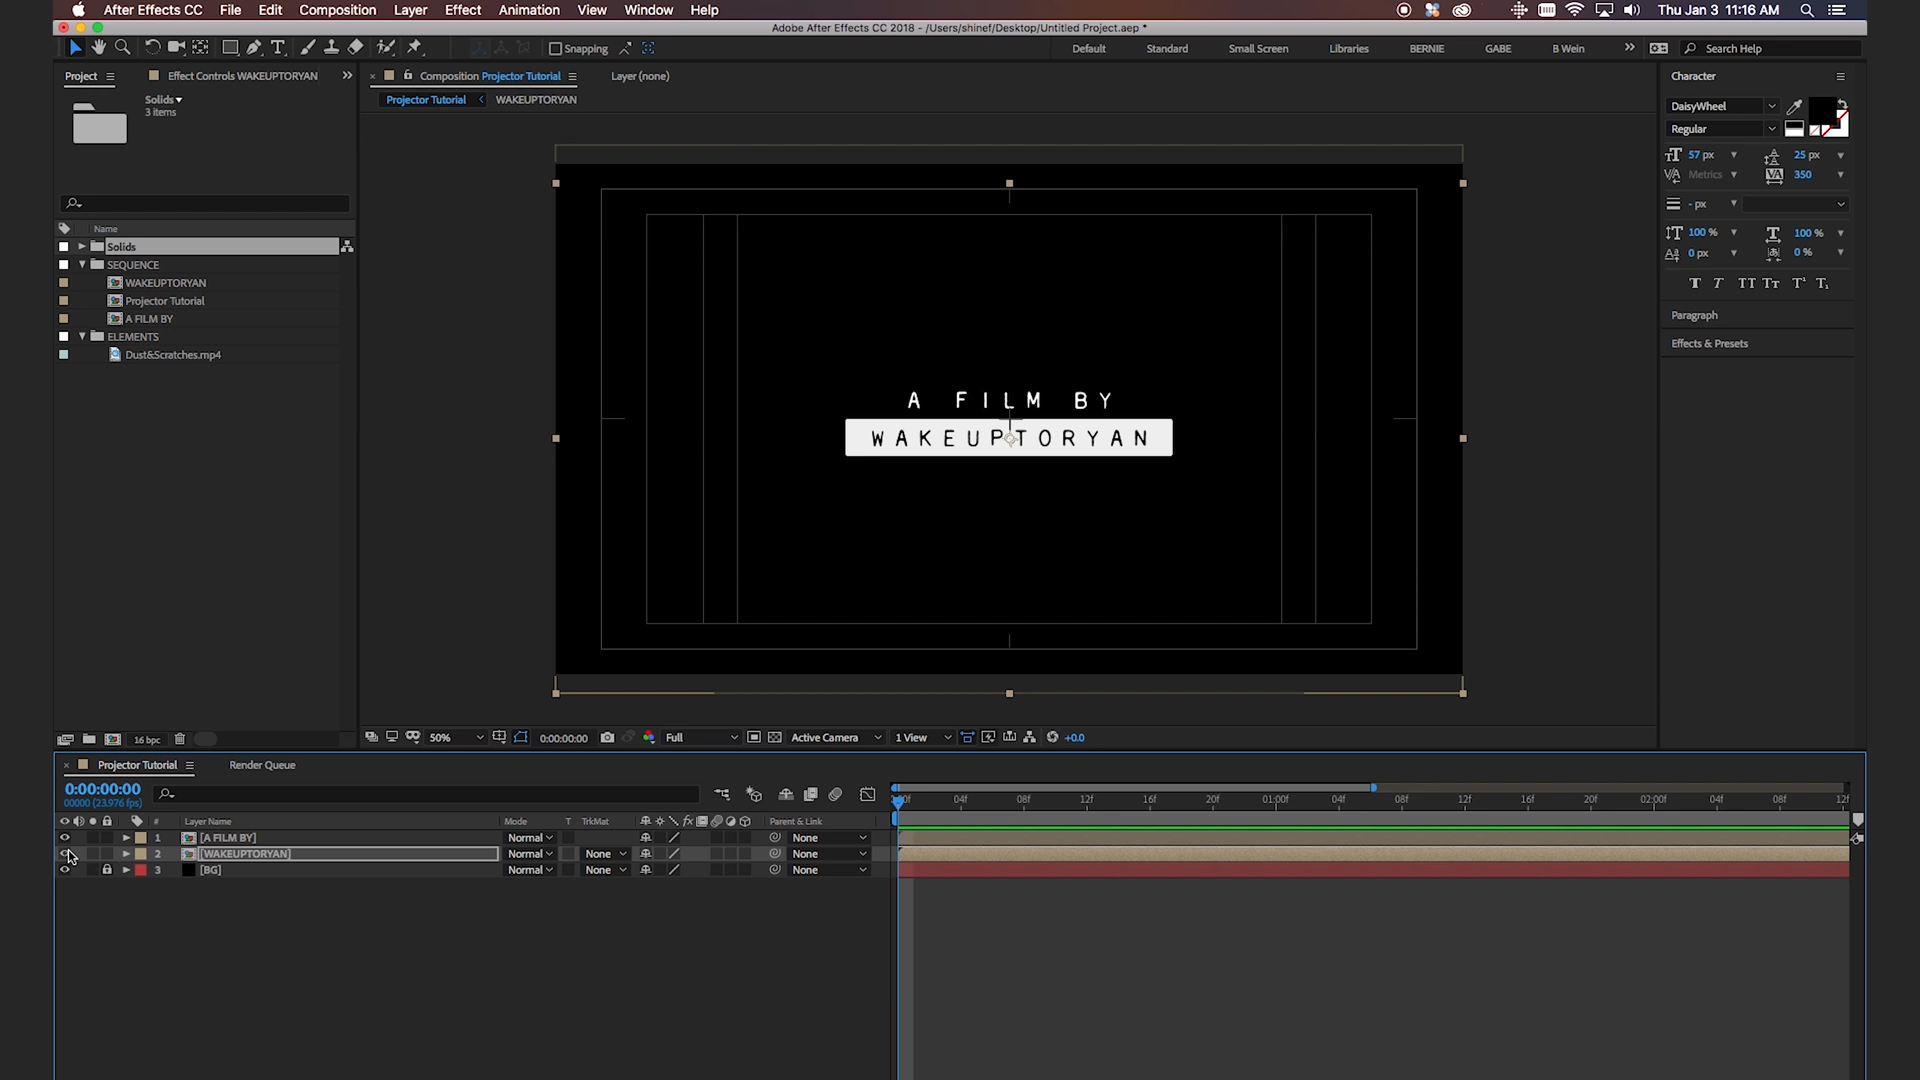 After Effects CC File Edit Composition Layer Effect Animation View Window Help Thu Jan 3 11:16 AM
Adobe After Effects CC 2018 - /Users/shinef/Desktop/Untitled Project.aep *
Snapping Default Standard Small Screen Libraries BERNIE GABE B Wein Search Help
Project Effect Controls WAKEUPTORYAN Composition Projector Tutorial Layer (none) Character
Solids
3 items
Projector Tutorial WAKEUPTORYAN
DaisyWheel
Regular
57 px 25 px
Metrics 350
- px
100 % 100 %
0 px 0 %
Paragraph
Effects & Presets
Name
Solids
SEQUENCE
WAKEUPTORYAN
Projector Tutorial
A FILM BY
ELEMENTS
Dust&Scratches.mp4
A FILM BY
WAKEUPTORYAN
16 bpc 50% 0:00:00:00 Full Active Camera 1 View +0.0
Projector Tutorial Render Queue
0:00:00:00
00000 (23.976 fps)
04f 08f 12f 16f 20f 01:00f 04f 08f 12f 16f 20f 02:00f 04f 08f
# Layer Name Mode T TrkMat Parent & Link
1 [A FILM BY] Normal None
2 [WAKEUPTORYAN] Normal None None
3 [BG] Normal None None